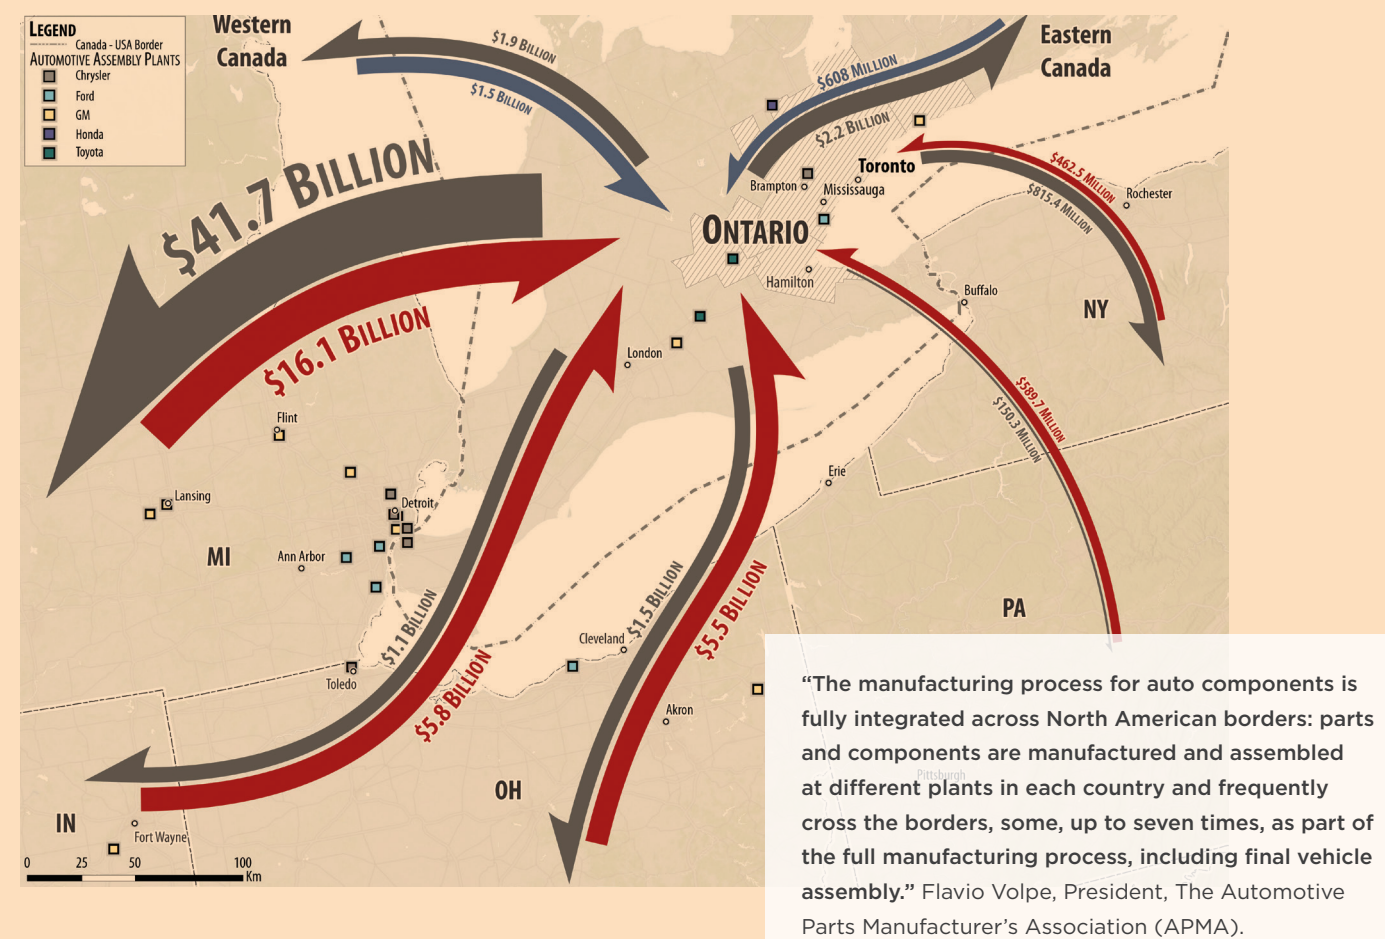 LEGEND
Canada - USA Border
AUTOMOTIVE ASSEMBLY PLANTS
Chrysler
Ford
GM
Honda
Toyota
Western
Canada
$1.9 BILLION
$1.5 BILLION
Eastern
Canada
$608 MILLION
$2.2 BILLION
$41.7 BILLION
$16.1 BILLION
Toronto
Brampton
Mississauga
ONTARIO
Hamilton
$462.5 MILLION
$815.4 MILLION
Rochester
Buffalo
NY
London
$589.7 MILLION
$150.3 MILLION
Flint
Lansing
Detroit
MI
Ann Arbor
Erie
PA
$1.1 BILLION
$5.8 BILLION
$1.5 BILLION
$5.5 BILLION
Cleveland
Toledo
Akron
OH
IN
Fort Wayne
0 25 50 100
Km
Pittsburgh
“The manufacturing process for auto components is
fully integrated across North American borders: parts
and components are manufactured and assembled
at different plants in each country and frequently
cross the borders, some, up to seven times, as part of
the full manufacturing process, including final vehicle
assembly.” Flavio Volpe, President, The Automotive
Parts Manufacturer’s Association (APMA).